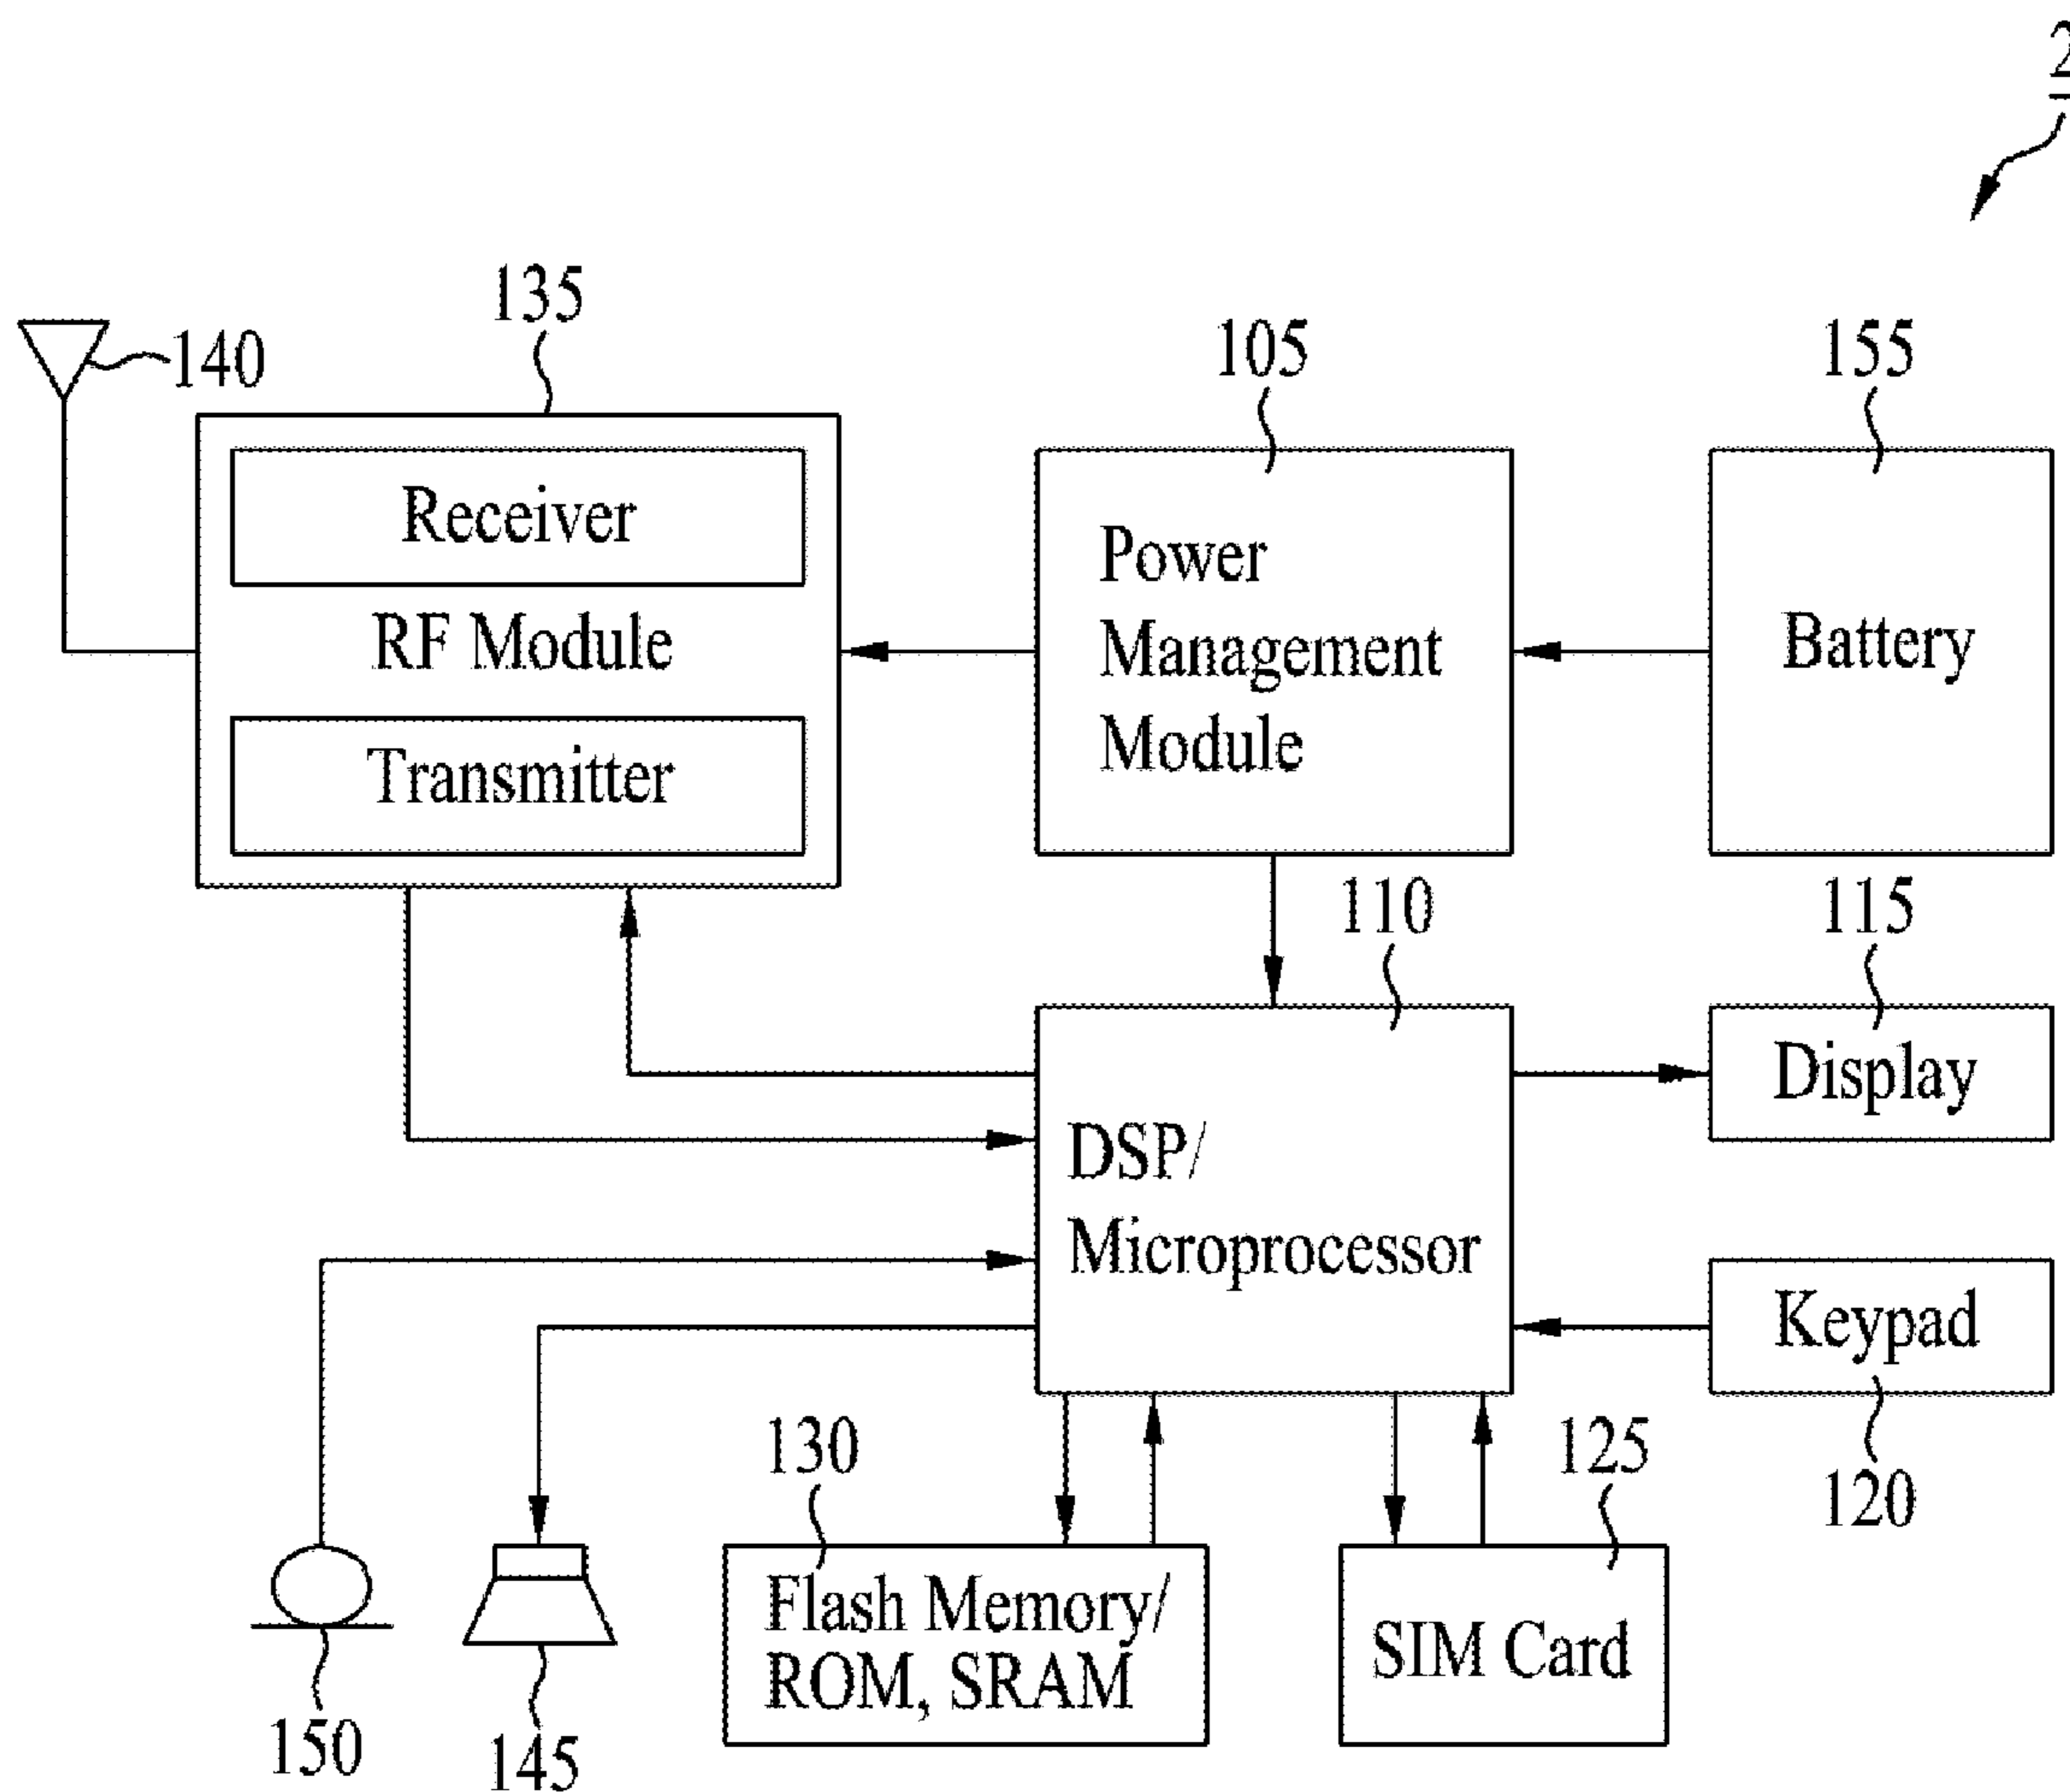 2
135
105
155
140
Receiver
RF Module
Transmitter
Power
Management
Module
Battery
110
115
DSP/
Microprocessor
Display
Keypad
120
130
125
Flash Memory/
ROM, SRAM
SIM Card
150
145